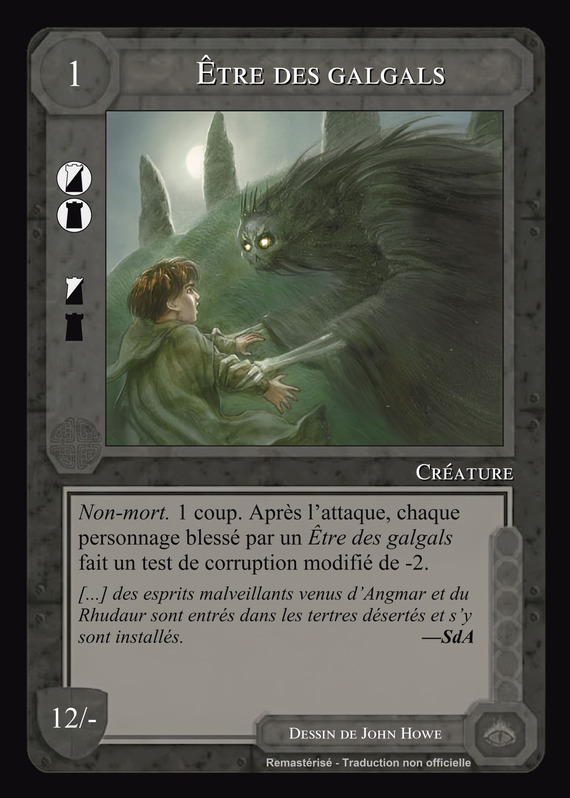 1
Être des galgals
Créature
Non-mort. 1 coup. Après l'attaque, chaque
personnage blessé par un Être des galgals
fait un test de corruption modifié de -2.
[...] des esprits malveillants venus d'Angmar et du
Rhudaur sont entrés dans les tertres désertés et s'y
sont installés. —SdA
12/-
Dessin de John Howe
Remastérisé - Traduction non officielle